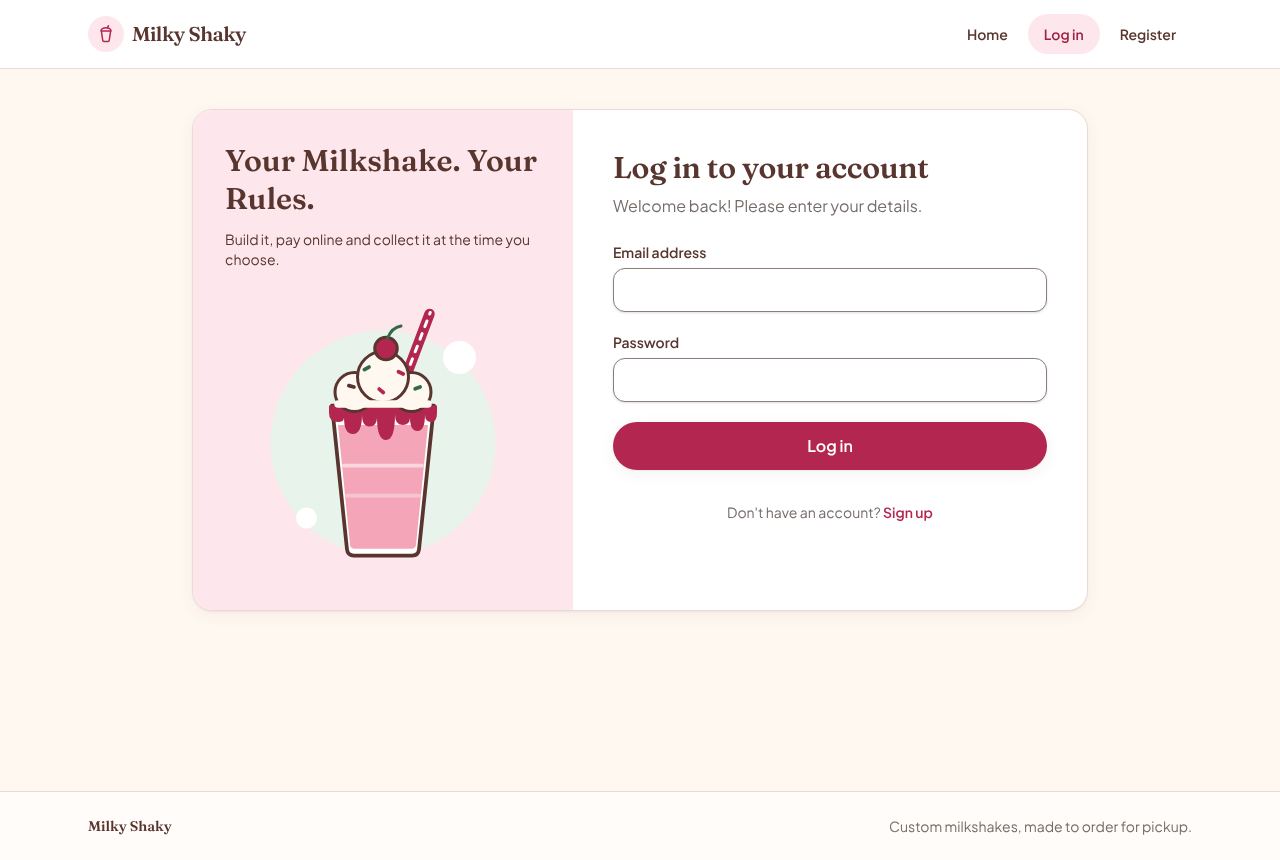 Milky Shaky
Home
Log in
Register
Your Milkshake. Your
Rules.
Build it, pay online and collect it at the time you
choose.
Log in to your account
Welcome back! Please enter your details.
Email address
Password
Log in
Don't have an account? Sign up
Milky Shaky
Custom milkshakes, made to order for pickup.